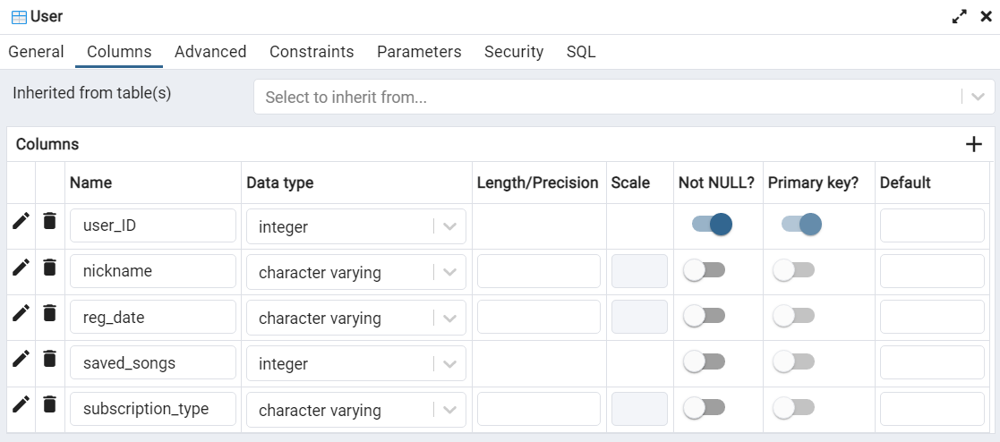 User
General Columns Advanced Constraints Parameters Security SQL
Inherited from table(s) Select to inherit from...
Columns
Name Data type Length/Precision Scale Not NULL? Primary key? Default
user_ID integer
nickname character varying
reg_date character varying
saved_songs integer
subscription_type character varying